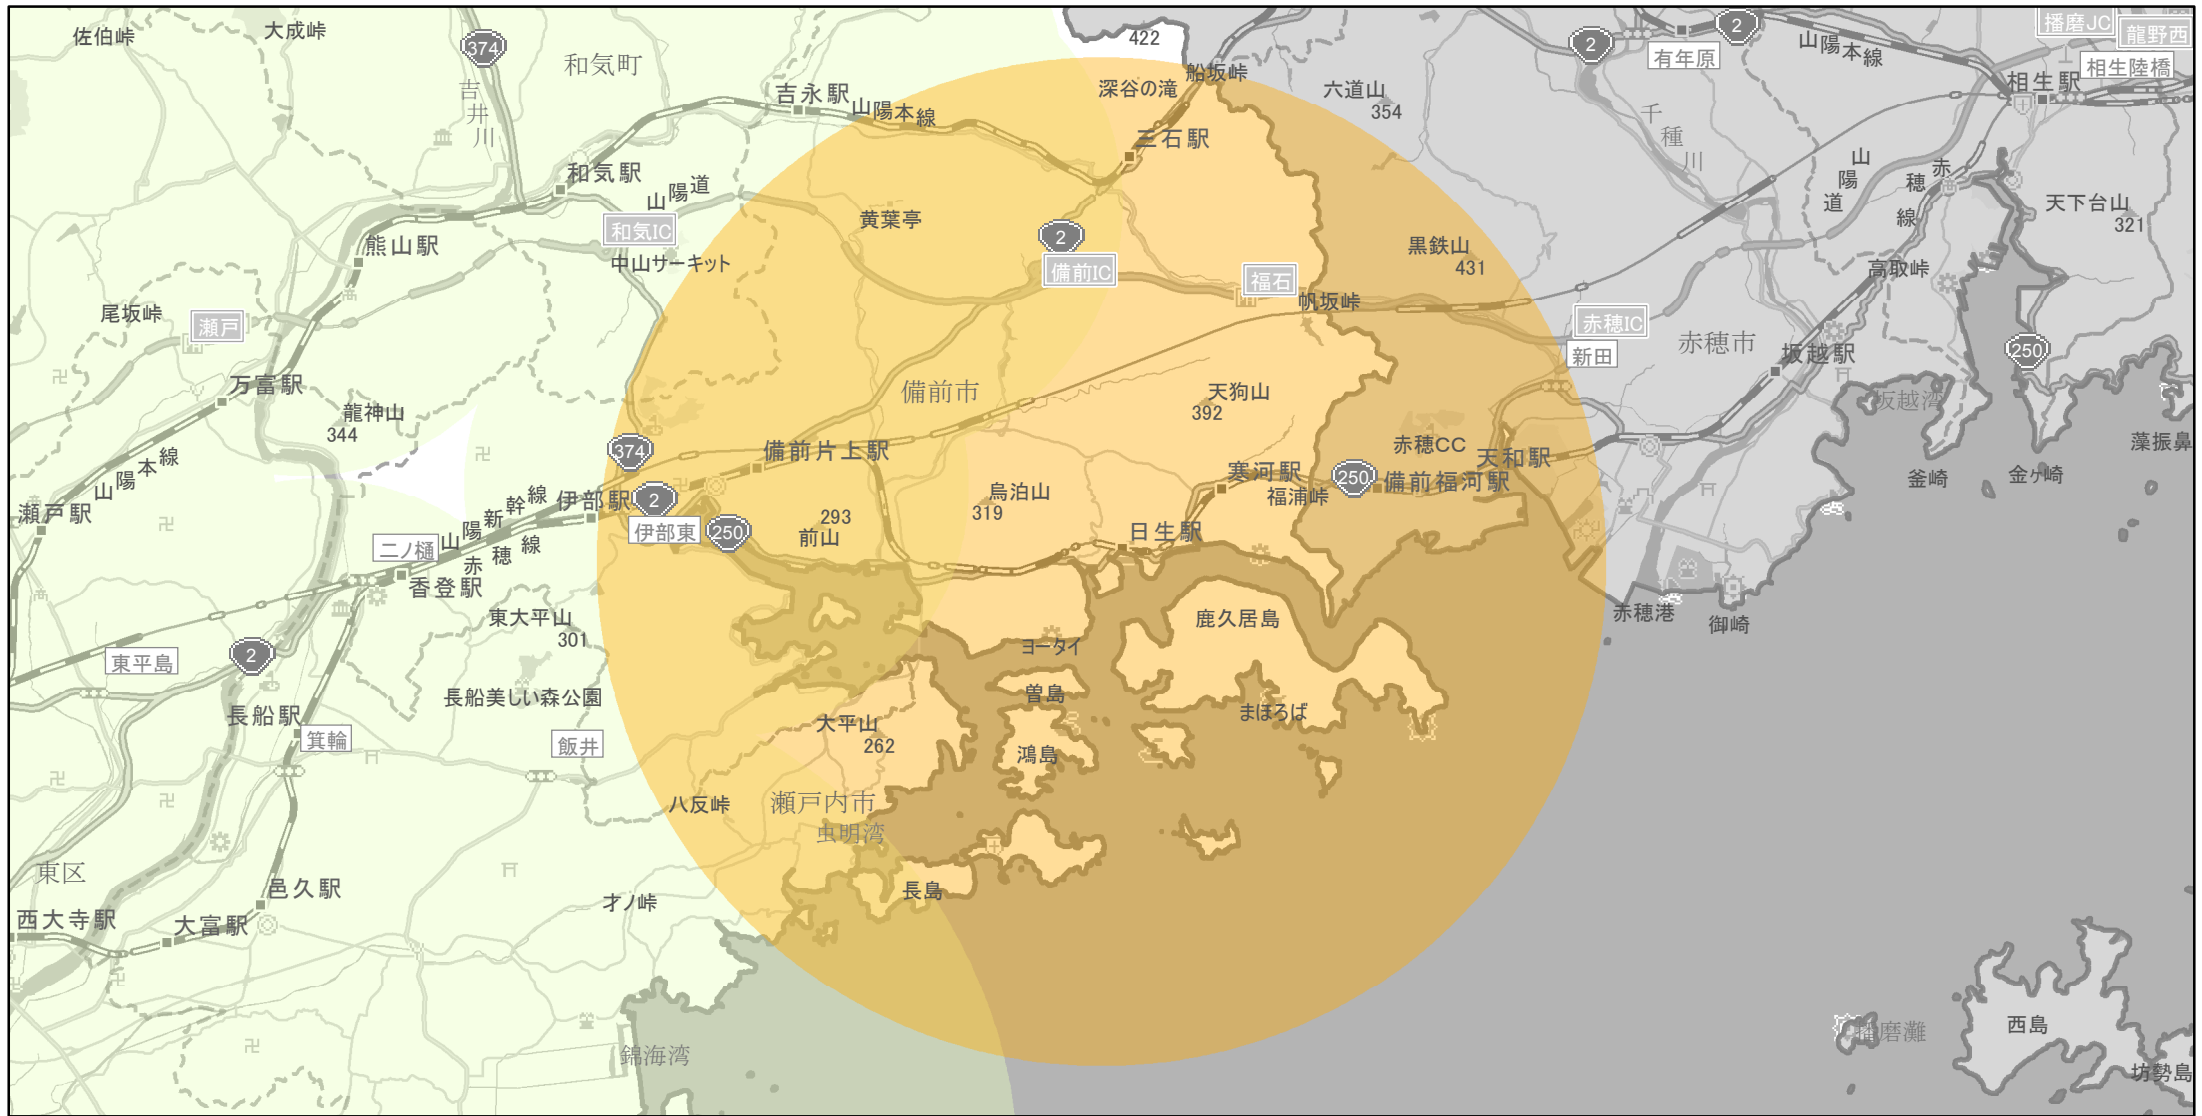 佐伯峠
大成峠
374
和気町
422
2
有年原
2
山陽本線
播磨JC
龍野西
相生陸橋
相生駅
吉井川
吉永駅
山陽本線
深谷の滝
船坂峠
六道山
354
千種川
三石駅
和気駅
山陽道
黄葉亭
和気IC
中山サーキット
熊山駅
2
備前IC
福石
帆坂峠
黒鉄山
431
山陽道
赤穂線
天下台山
321
高取峠
尾坂峠
瀬戸
赤穂IC
新田
赤穂市
坂越駅
250
万富駅
龍神山
344
備前市
天狗山
392
坂越湾
釜崎
金ヶ崎
藻振鼻
374
備前片上駅
赤穂CC
天和駅
250
備前福河駅
寒河駅
福浦峠
山陽本線
瀬戸駅
伊部駅
2
伊部東
250
293
前山
烏泊山
319
日生駅
山陽新幹線
赤穂線
二ノ樋
香登駅
東大平山
301
鹿久居島
ヨータイ
赤穂港
御崎
2
東平島
長船美しい森公園
曽島
まほろば
長船駅
箕輪
飯井
大平山
262
鴻島
八反峠
瀬戸内市
虫明湾
長島
東区
邑久駅
西大寺駅
大富駅
才ノ峠
錦海湾
播磨灘
西島
坊勢島